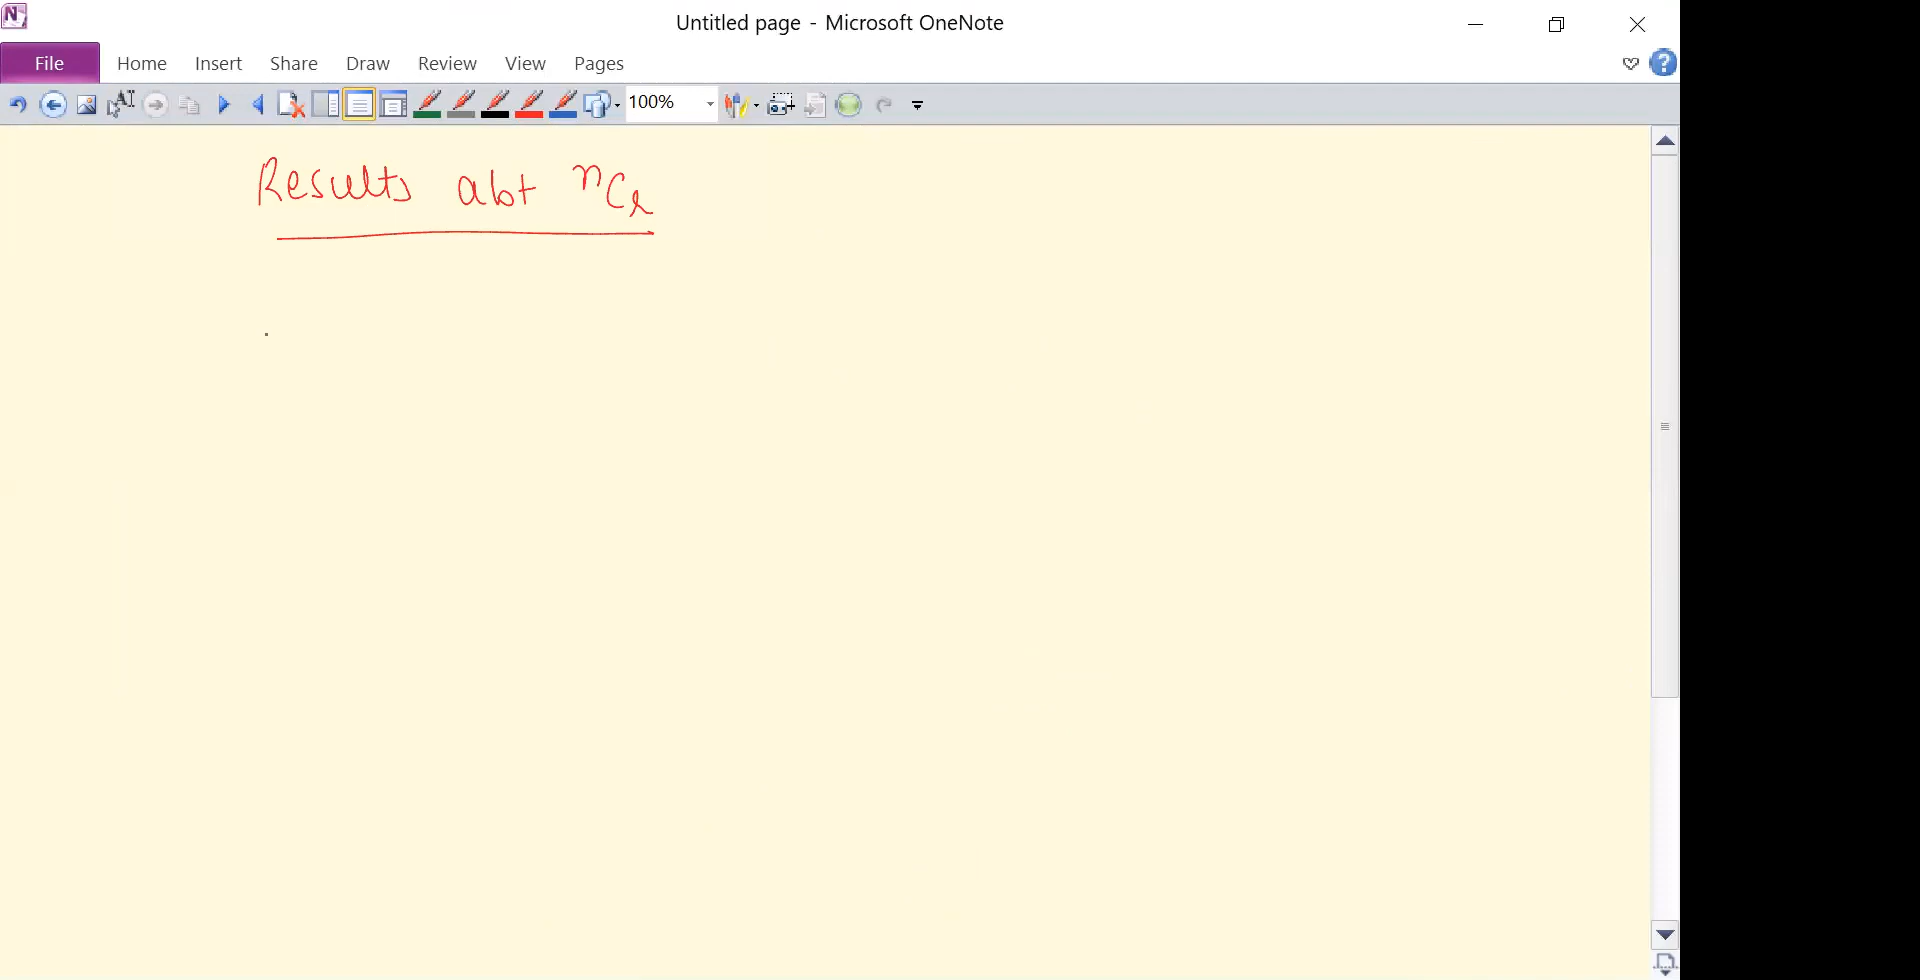 Untitled page - Microsoft OneNote
File Home Insert Share Draw Review View Pages
100%
Results abt ⁿCᵣ